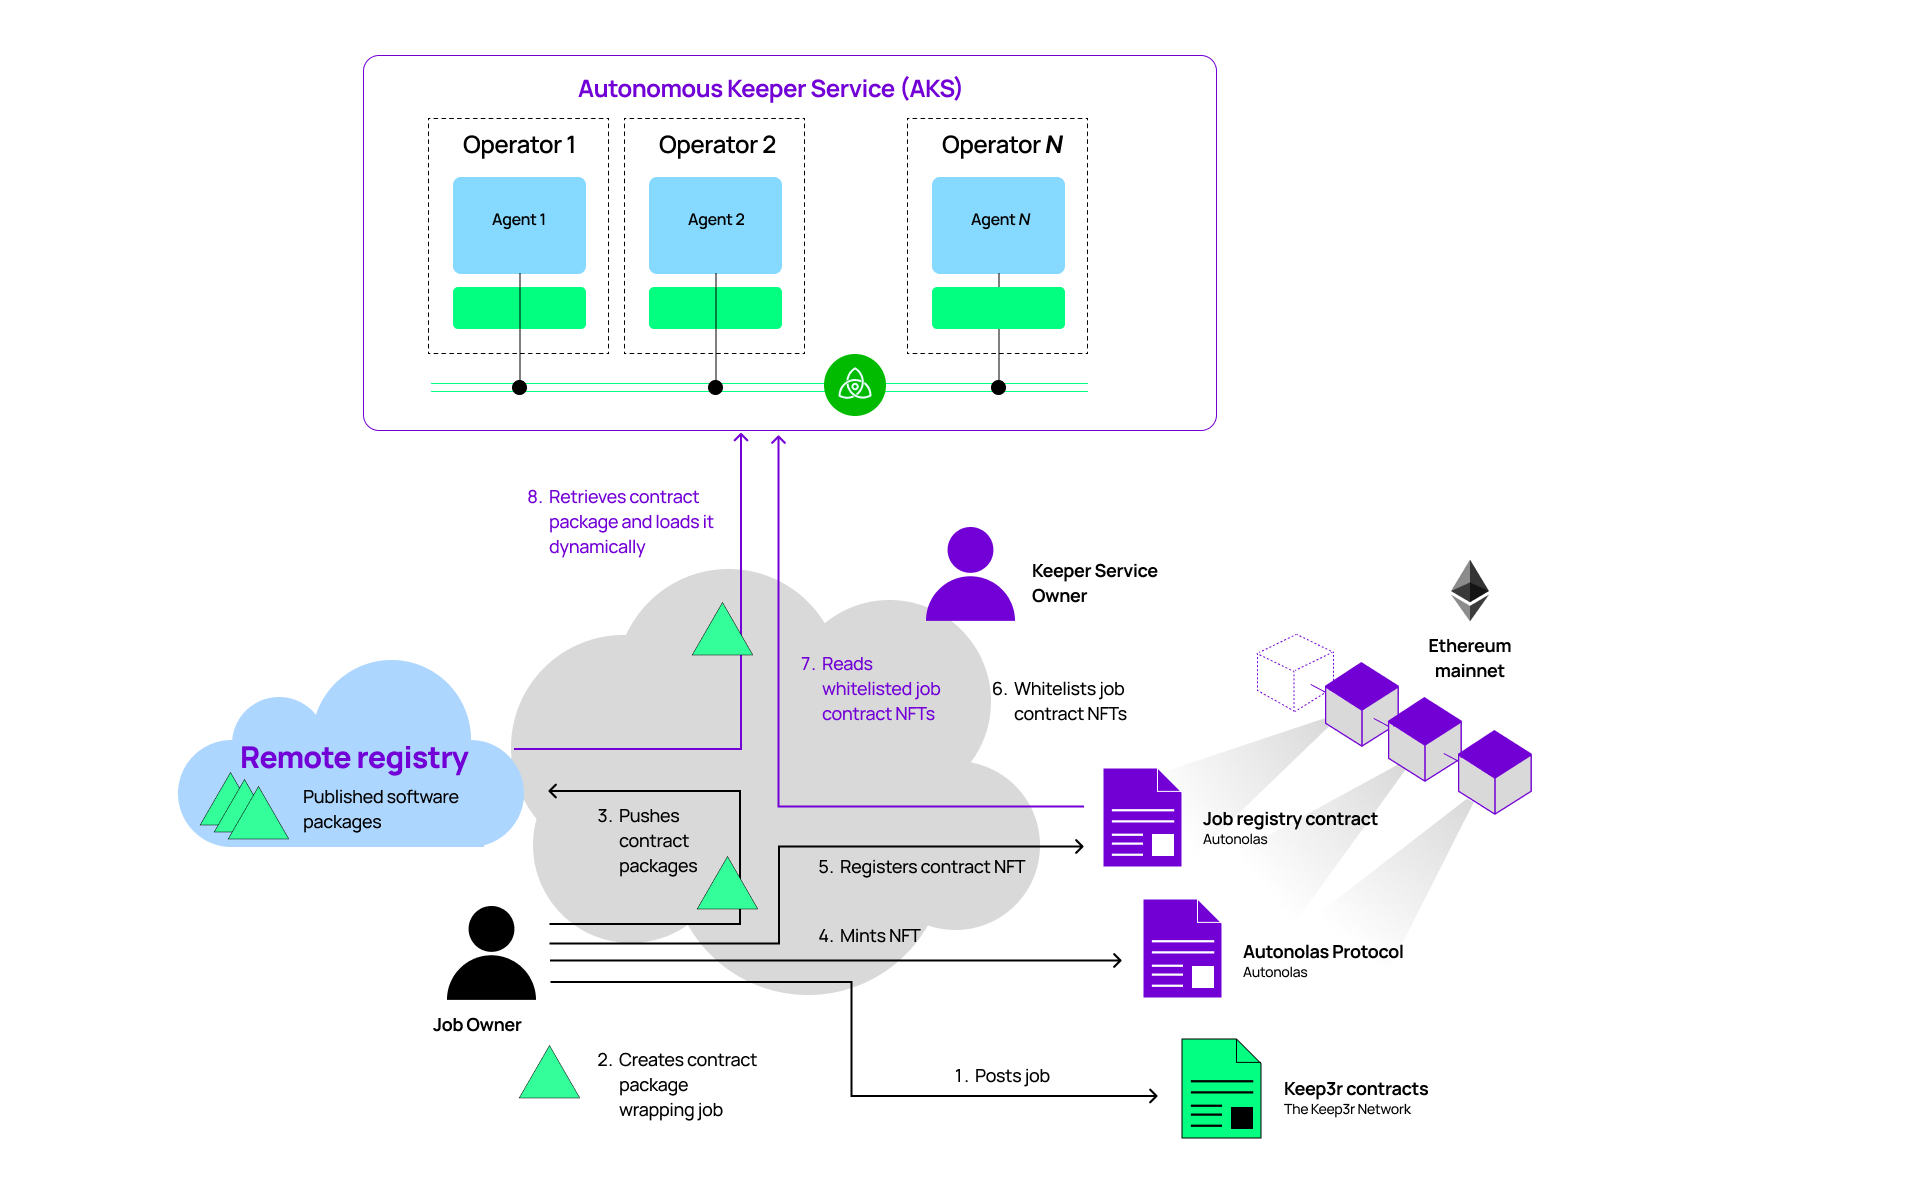 Autonomous Keeper Service (AKS)
Operator 1
Operator 2
Operator N
Agent 1
Agent 2
Agent N
8. Retrieves contract
package and loads it
dynamically
Keeper Service
Owner
Ethereum
mainnet
7. Reads
whitelisted job
contract NFTs
6. Whitelists job
contract NFTs
Remote registry
Published software
packages
3. Pushes
contract
packages
Job registry contract
Autonolas
5. Registers contract NFT
4. Mints NFT
Autonolas Protocol
Autonolas
Job Owner
2. Creates contract
package
wrapping job
1. Posts job
Keep3r contracts
The Keep3r Network